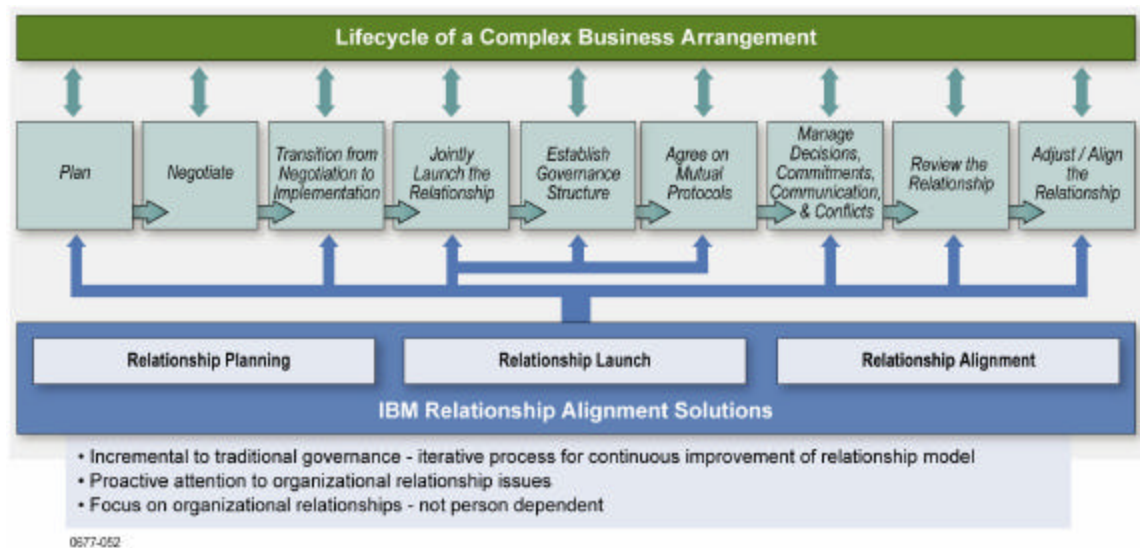 Lifecycle of a Complex Business Arrangement
Plan
Negotiate
Transition from
Negotiation to
Implementation
Jointly
Launch the
Relationship
Establish
Governance
Structure
Agree on
Mutual
Protocols
Manage
Decisions,
Commitments,
Communication,
& Conflicts
Review the
Relationship
Adjust / Align
the
Relationship
Relationship Planning
Relationship Launch
Relationship Alignment
IBM Relationship Alignment Solutions
• Incremental to traditional governance - iterative process for continuous improvement of relationship model
• Proactive attention to organizational relationship issues
• Focus on organizational relationships - not person dependent
0677-052